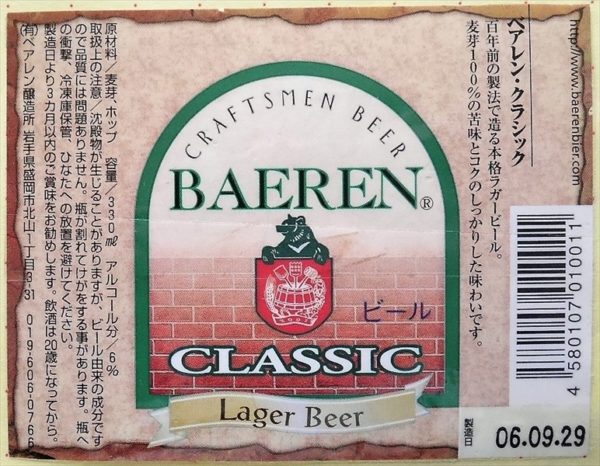 http://www.baerenbier.com
ベアレン・クラシック
百年前の製法で造る本格ラガービール。
麦芽100%の苦味とコクのしっかりした味わいです。
CRAFTSMEN BEER
BAEREN®
ビール
CLASSIC
Lager Beer
原材料／麦芽、ホップ 容量／330㎖ アルコール分／6%
取扱上の注意／沈殿物が生じることがありますが、ビール由来の成分です
ので品質には問題ありません。瓶が割れてけがをする事があります。瓶へ
の衝撃、冷凍庫保管、ひなたへの放置を避けてください。
製造日より3カ月以内のご賞味をお勧めします。飲酒は20歳になってから。
㈲ベアレン醸造所 岩手県盛岡市北山1丁目3-31 019-606-0766
4 580107 010011
製造日
06.09.29